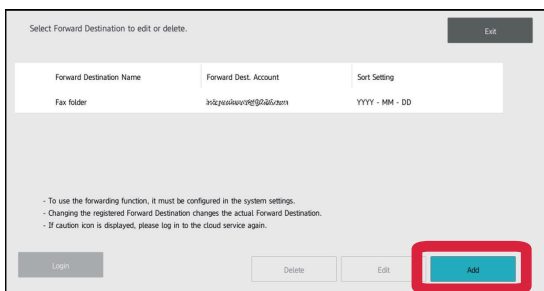 Select Forward Destination to edit or delete.
Exit
Forward Destination Name Forward Dest. Account Sort Setting
Fax folder YYYY - MM - DD
- To use the forwarding function, it must be configured in the system settings.
- Changing the registered Forward Destination changes the actual Forward Destination.
- If caution icon is displayed, please log in to the cloud service again.
Login Delete Edit Add